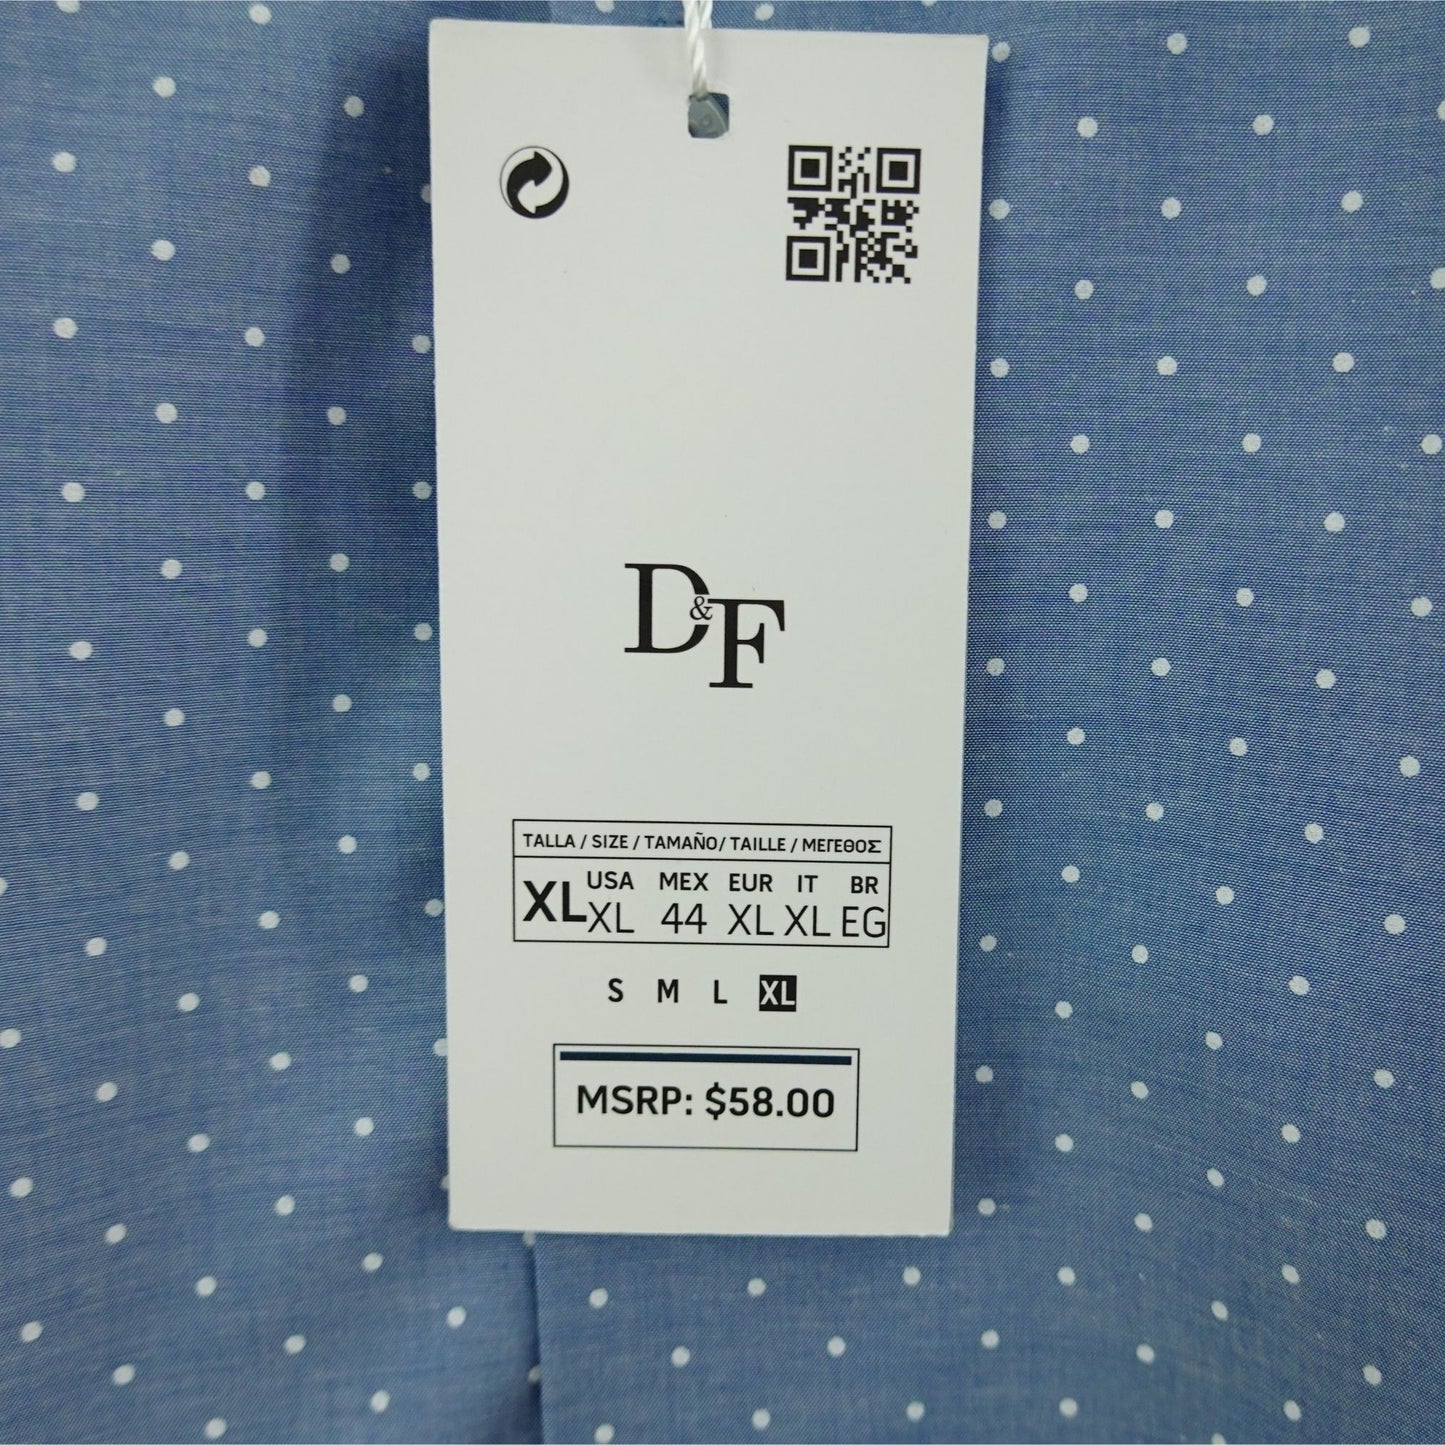 D&F
TALLA / SIZE / TAMAÑO/ TAILLE / ΜΕΓΕΘΟΣ
USA MEX EUR IT BR
XL XL 44 XL XL EG
S M L XL
MSRP: $58.00